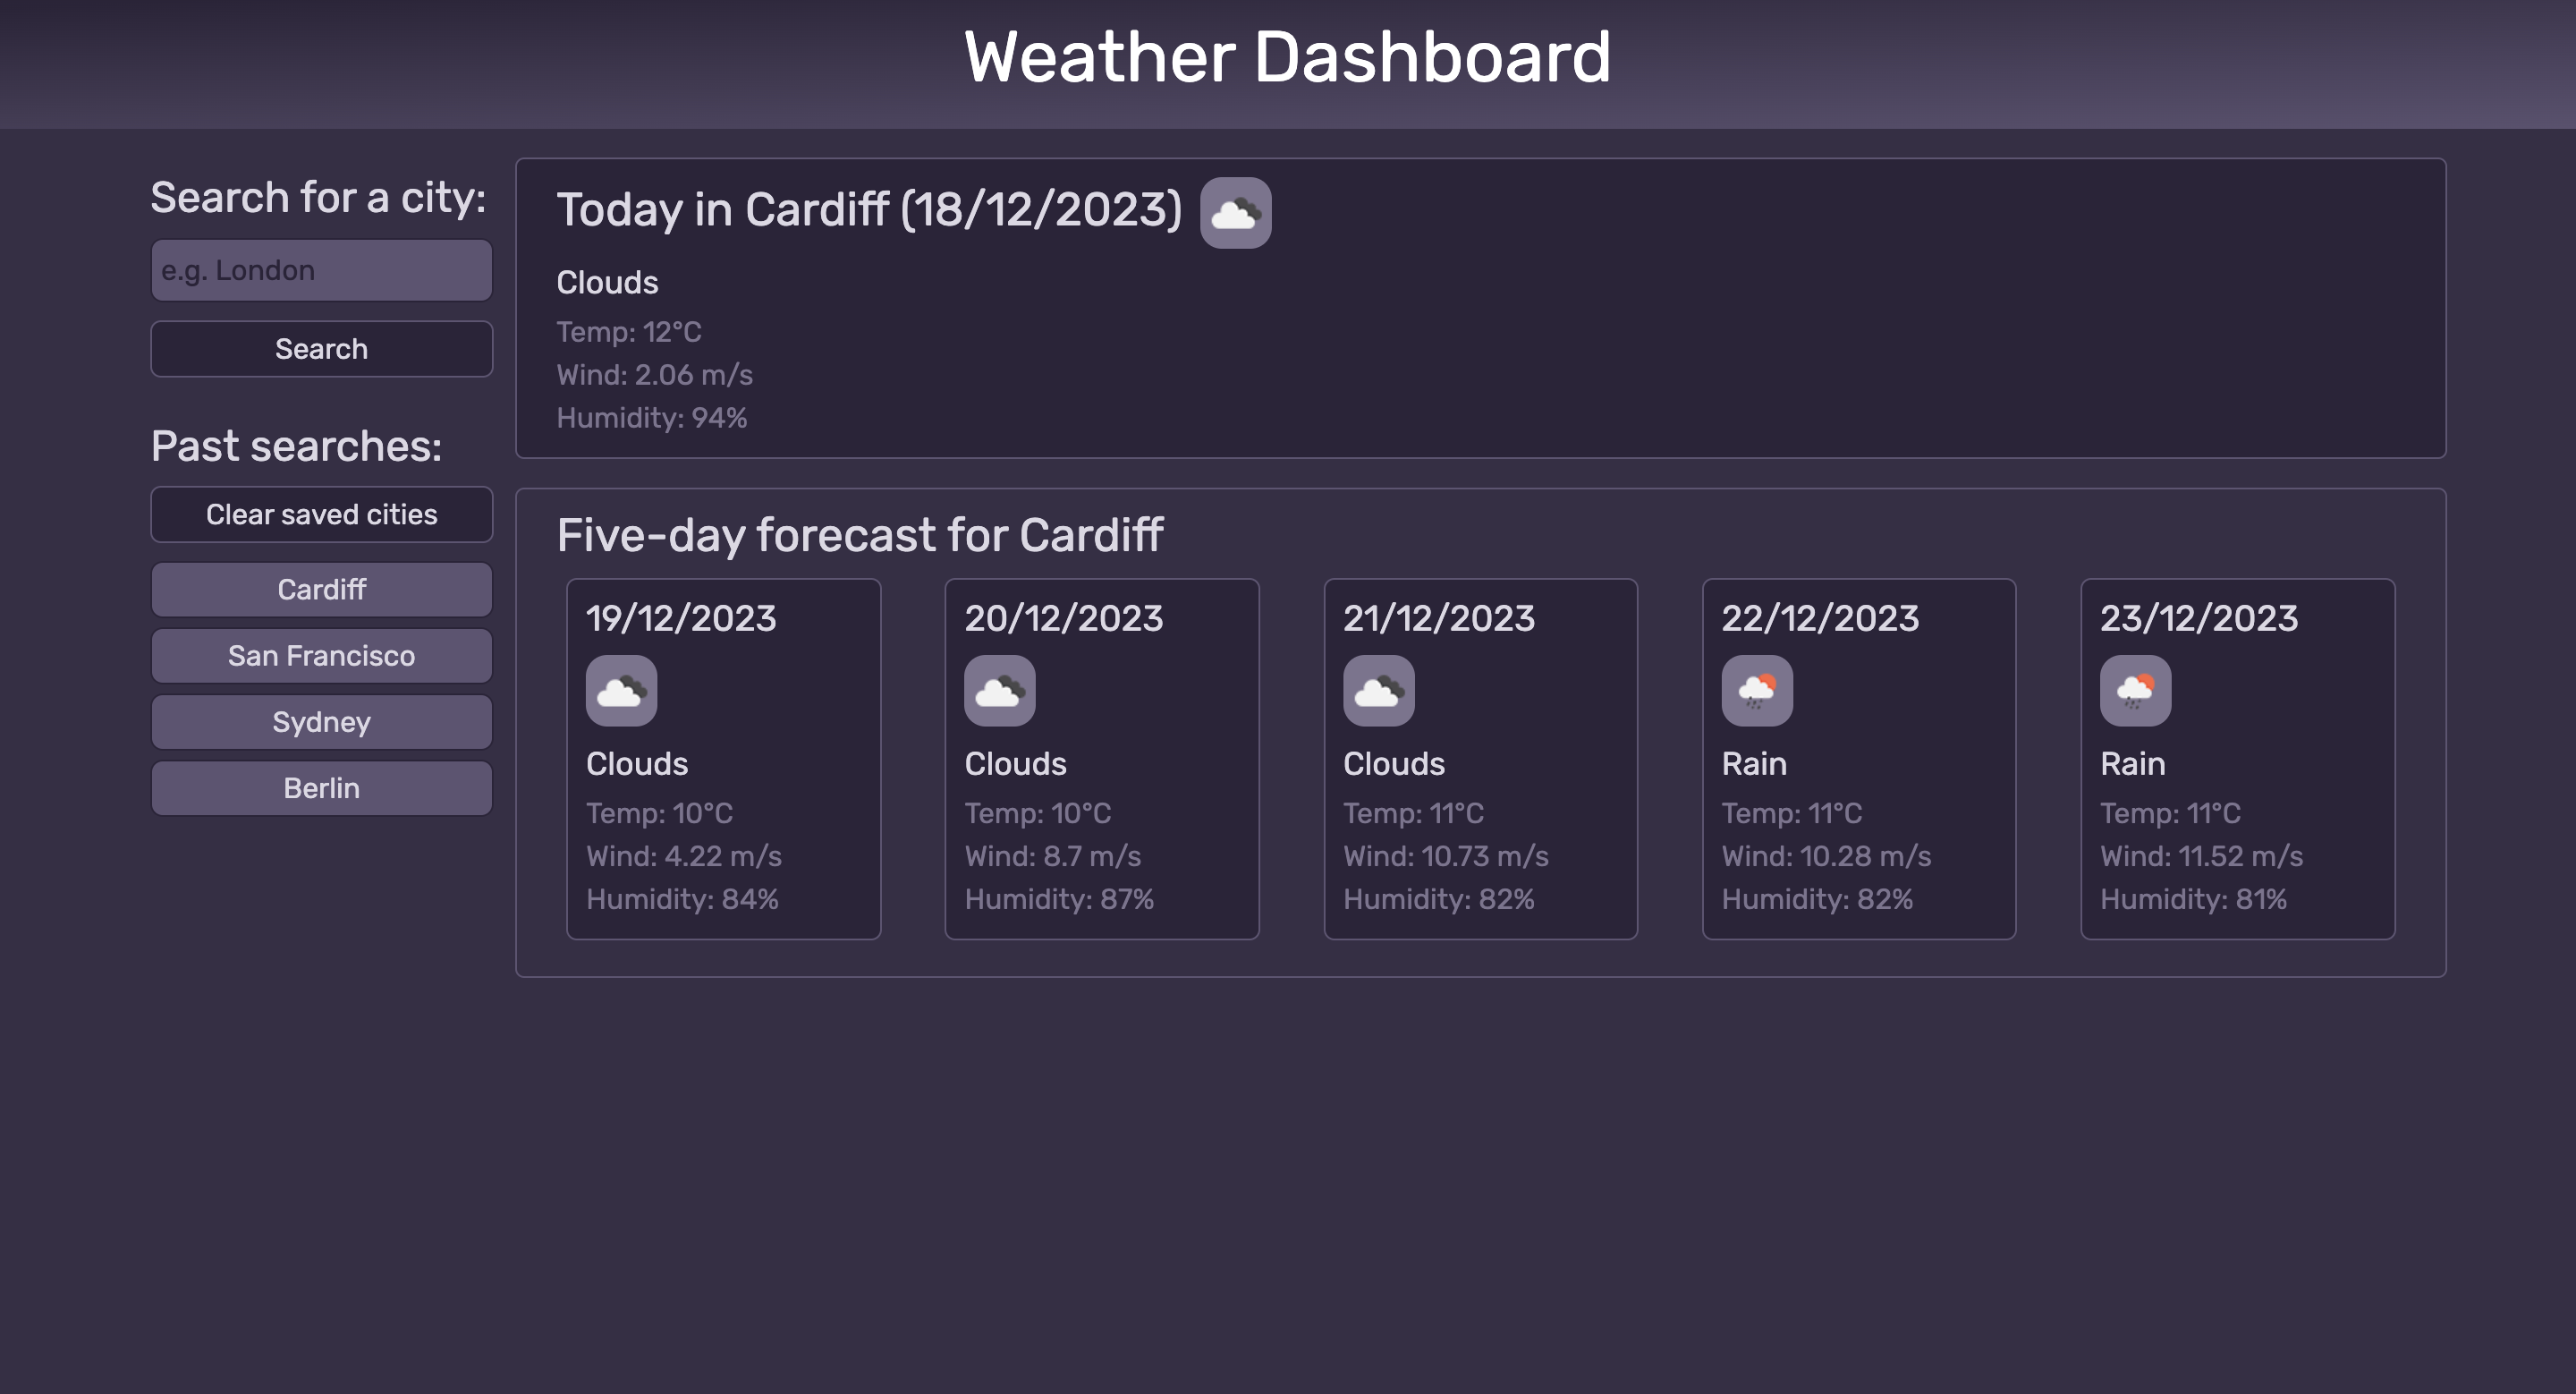 Weather Dashboard
Search for a city:
e.g. London
Search
Past searches:
Clear saved cities
Cardiff
San Francisco
Sydney
Berlin
Today in Cardiff (18/12/2023)
Clouds
Temp: 12°C
Wind: 2.06 m/s
Humidity: 94%
Five-day forecast for Cardiff
19/12/2023
Clouds
Temp: 10°C
Wind: 4.22 m/s
Humidity: 84%
20/12/2023
Clouds
Temp: 10°C
Wind: 8.7 m/s
Humidity: 87%
21/12/2023
Clouds
Temp: 11°C
Wind: 10.73 m/s
Humidity: 82%
22/12/2023
Rain
Temp: 11°C
Wind: 10.28 m/s
Humidity: 82%
23/12/2023
Rain
Temp: 11°C
Wind: 11.52 m/s
Humidity: 81%